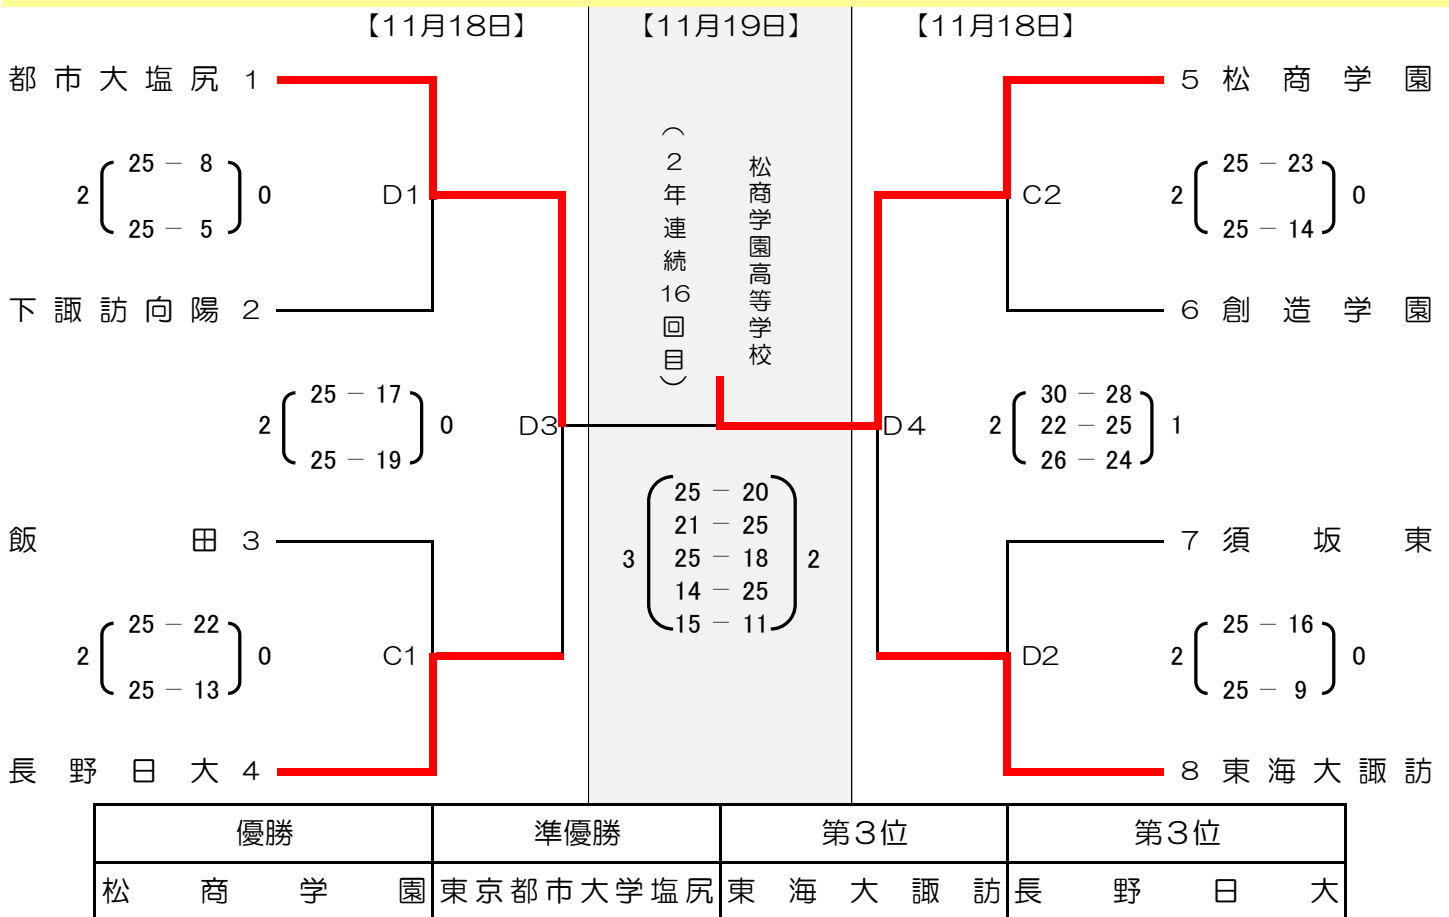 【11月18日】 【11月19日】 【11月18日】
都市大塩尻 1
25 － 8
2 0
25 － 5
D1
下諏訪向陽 2
25 － 17
2 0
25 － 19
D3
飯田 3
25 － 22
2 0
25 － 13
C1
長野日大 4
松商学園高等学校
（2年連続16回目）
25 － 20
21 － 25
3 25 － 18 2
14 － 25
15 － 11
5 松商学園
C2
25 － 23
2 0
25 － 14
6 創造学園
D4
30 － 28
2 22 － 25 1
26 － 24
7 須坂東
D2
25 － 16
2 0
25 － 9
8 東海大諏訪
優勝 準優勝 第3位 第3位
松商学園 東京都市大学塩尻 東海大諏訪 長野日大